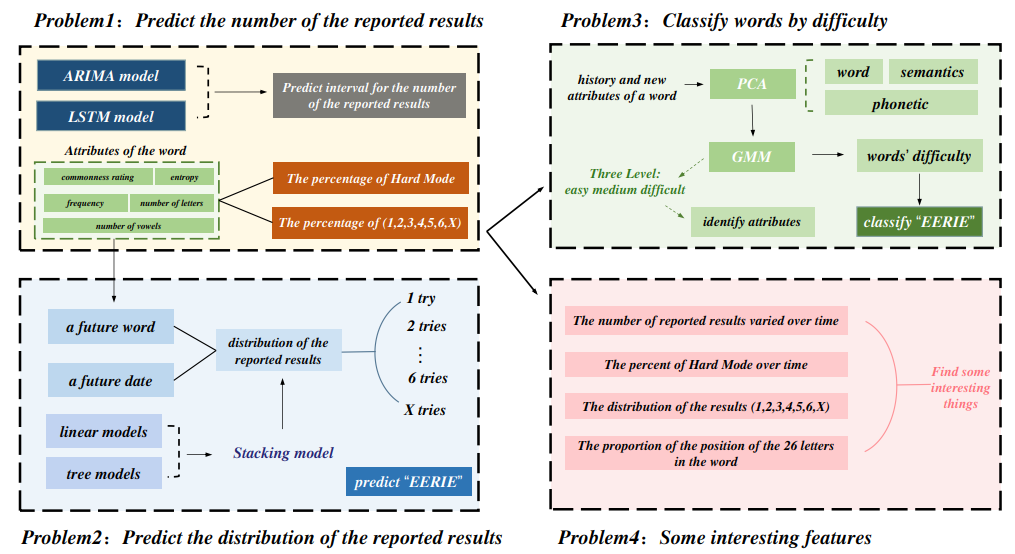 Problem1：Predict the number of the reported results
ARIMA model
LSTM model
Predict interval for the number
of the reported results
Attributes of the word
commonness rating
entropy
frequency
number of letters
number of vowels
The percentage of Hard Mode
The percentage of (1,2,3,4,5,6,X)
a future word
a future date
distribution of the
reported results
1 try
2 tries
⋮
6 tries
X tries
linear models
tree models
Stacking model
predict “EERIE”
Problem2：Predict the distribution of the reported results
Problem3：Classify words by difficulty
history and new
attributes of a word
PCA
word
semantics
phonetic
GMM
words' difficulty
Three Level:
easy medium difficult
identify attributes
classify “EERIE”
The number of reported results varied over time
The percent of Hard Mode over time
The distribution of the results (1,2,3,4,5,6,X)
The proportion of the position of the 26 letters
in the word
Find some
interesting
things
Problem4：Some interesting features